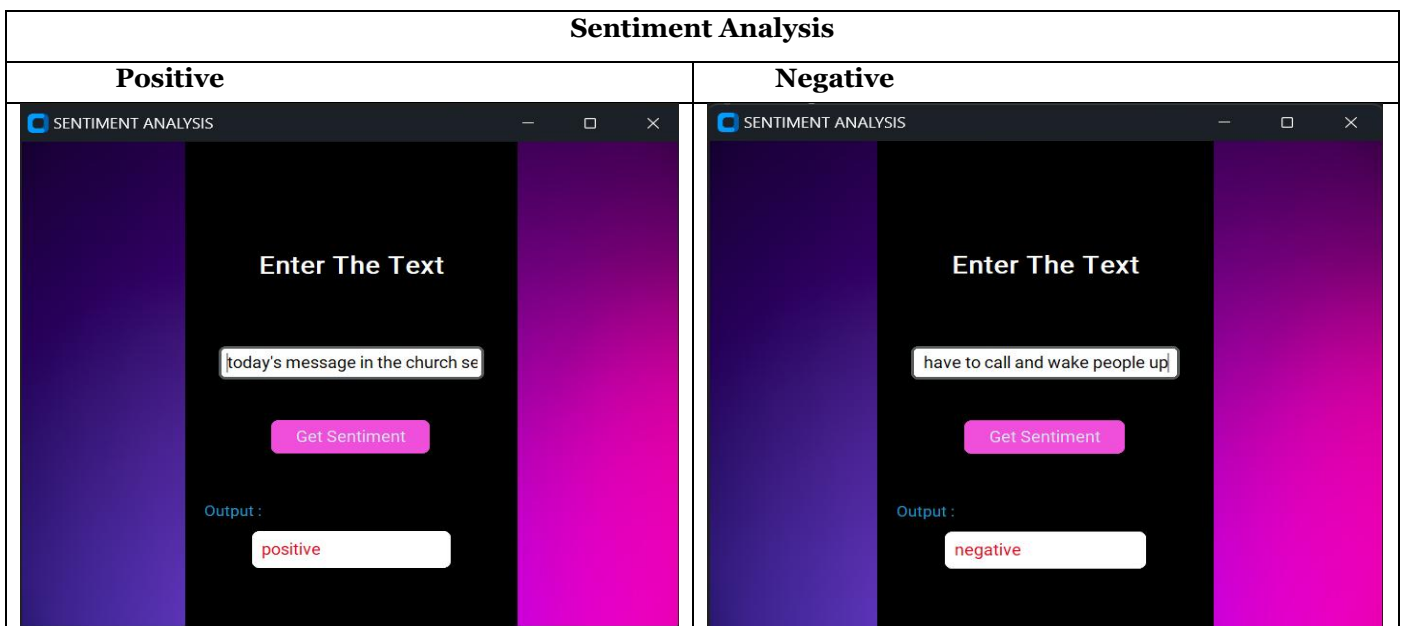 Sentiment Analysis
Positive
Negative
SENTIMENT ANALYSIS
Enter The Text
today's message in the church se
Get Sentiment
Output :
positive
SENTIMENT ANALYSIS
Enter The Text
have to call and wake people up
Get Sentiment
Output :
negative